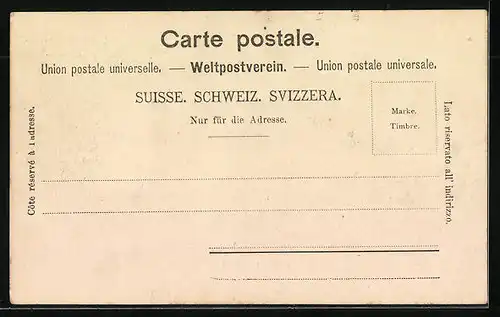 Carte postale.
Union postale universelle. — Weltpostverein. — Union postale universale.
SUISSE. SCHWEIZ. SVIZZERA.
Nur für die Adresse.
Marke.
Timbre.
Côte réservé à l'adresse.
Lato riservato all' indirizzo.